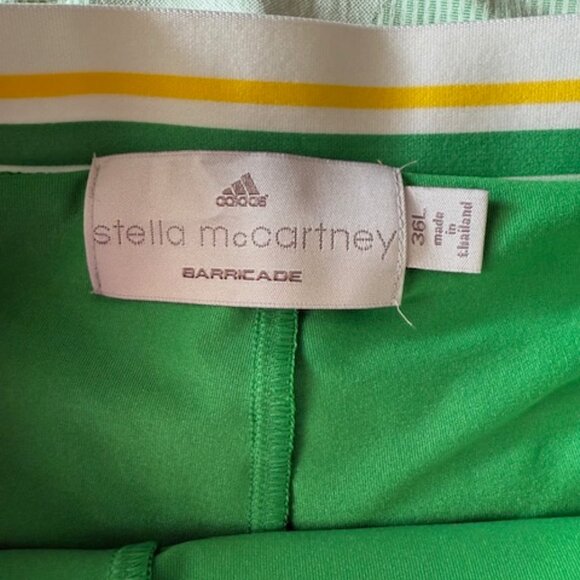 adidas
stella mccartney
BARRICADE
36L
made
in
thailand